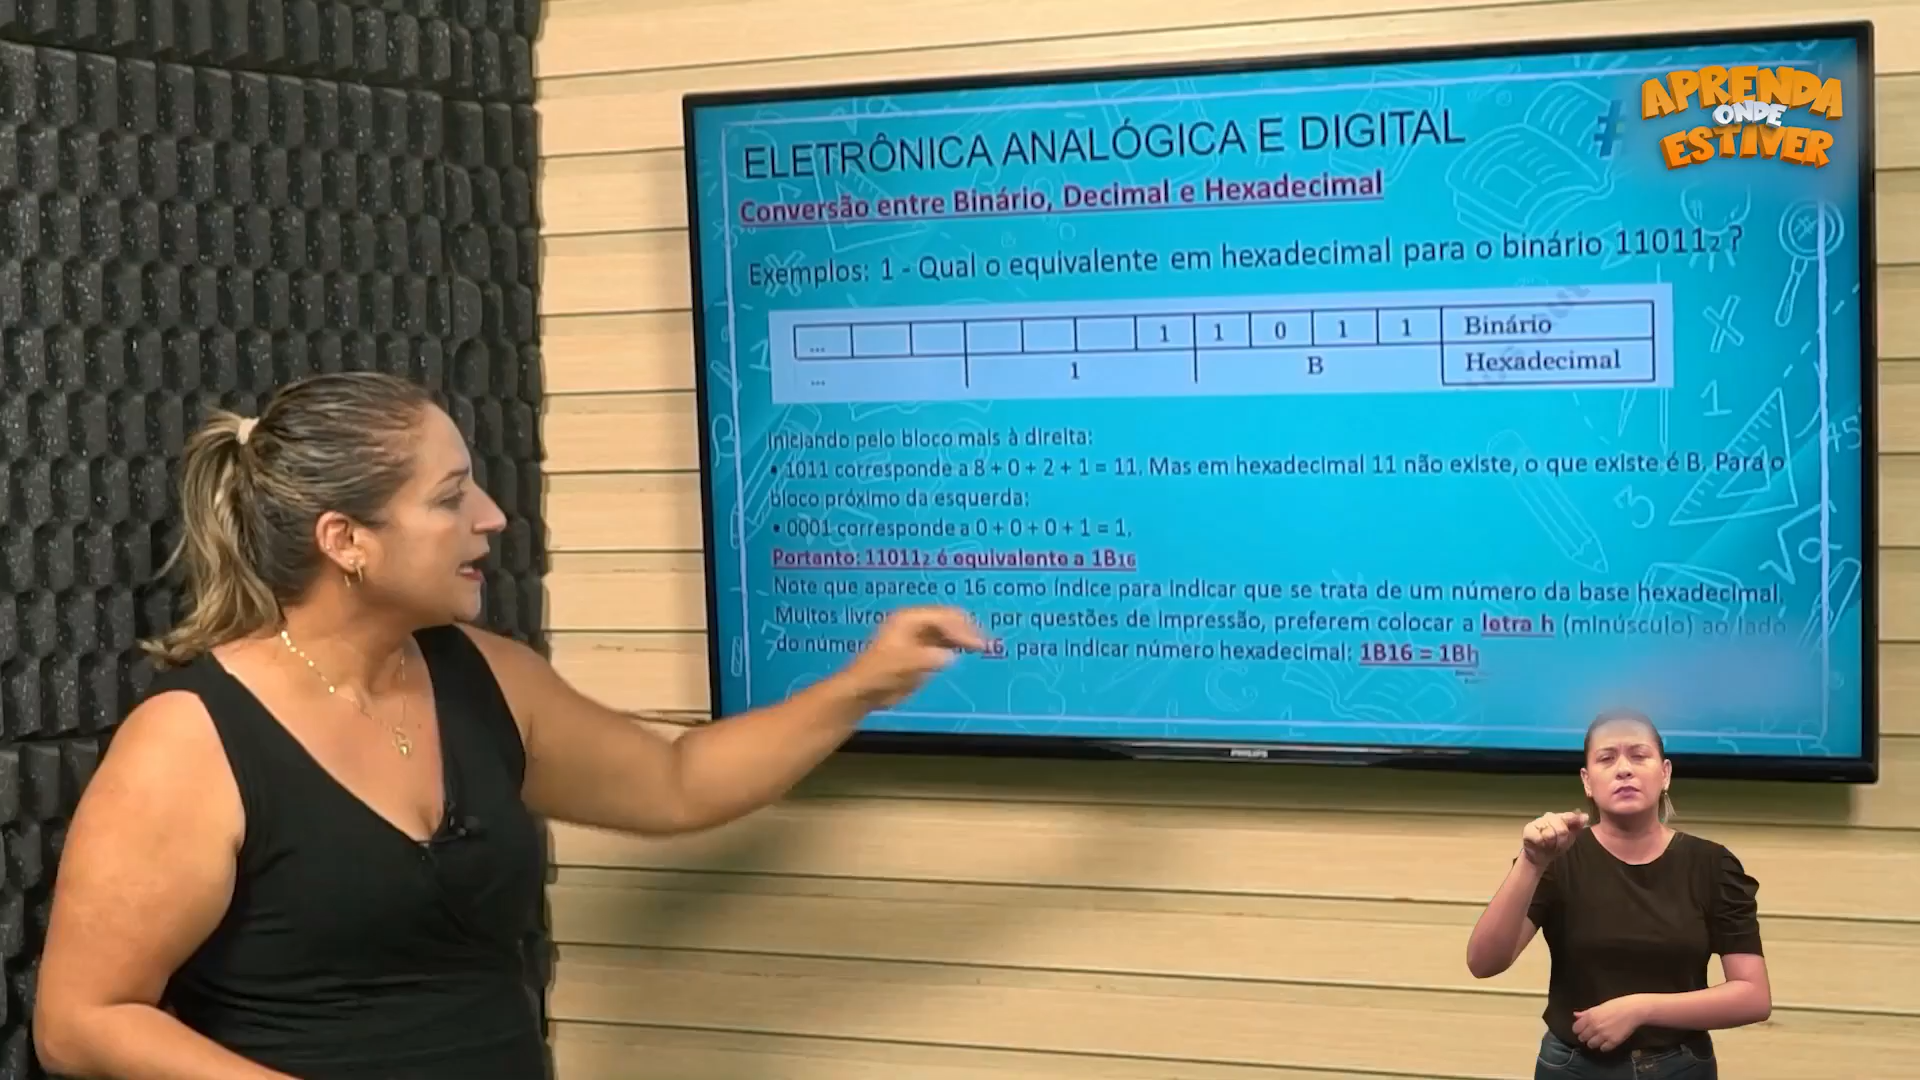 APRENDA
ONDE
ESTIVER
#
ELETRÔNICA ANALÓGICA E DIGITAL
Conversão entre Binário, Decimal e Hexadecimal
Exemplos: 1 - Qual o equivalente em hexadecimal para o binário 11011₂ ?
... 1 1 0 1 1 Binário
... 1 B Hexadecimal
Iniciando pelo bloco mais à direita:
• 1011 corresponde a 8 + 0 + 2 + 1 = 11. Mas em hexadecimal 11 não existe, o que existe é B. Para o
bloco próximo da esquerda:
• 0001 corresponde a 0 + 0 + 0 + 1 = 1.
Portanto: 11011₂ é equivalente a 1B₁₆
Note que aparece o 16 como índice para indicar que se trata de um número da base hexadecimal.
Muitos por questões de impressão, preferem colocar a letra h (minúsculo) ao lado
do 16, para indicar número hexadecimal: 1B16 = 1Bh
PHILIPS